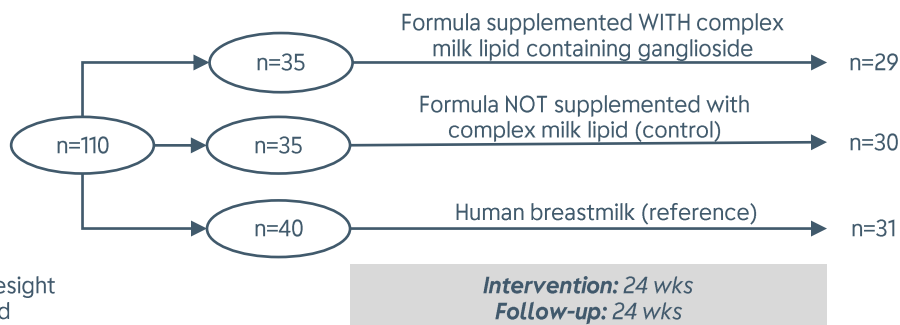 Formula supplemented WITH complex
milk lipid containing ganglioside
n=35
n=29
Formula NOT supplemented with
complex milk lipid (control)
n=110
n=35
n=30
Human breastmilk (reference)
n=40
n=31
esight
d
Intervention: 24 wks
Follow-up: 24 wks